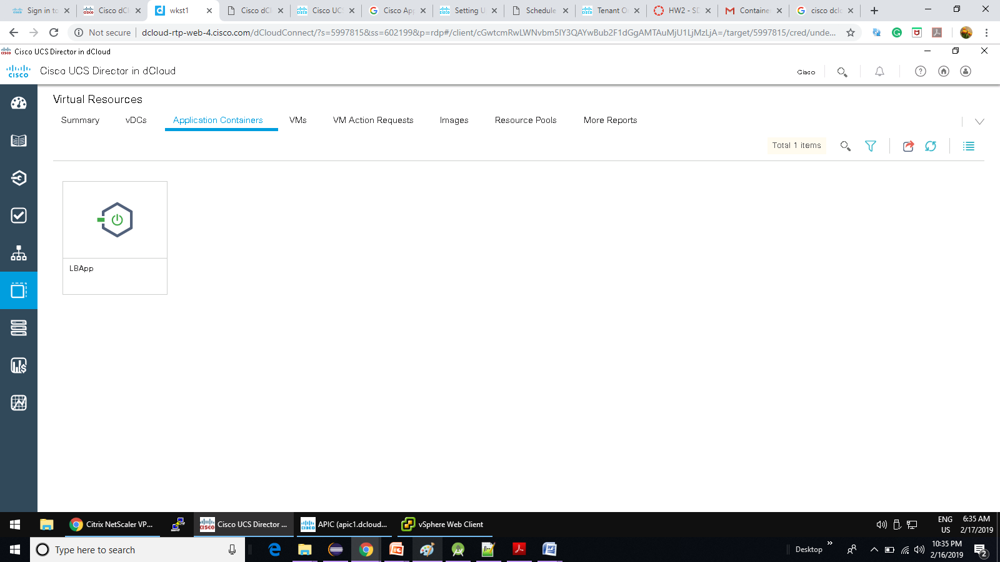 Sign in to
Cisco dCl
wkst1
Cisco dCl
Cisco UCS
Cisco App
Setting U
Schedule
Tenant O
HW2 - SD
Container
cisco dclo
Not secure
dcloud-rtp-web-4.cisco.com/dCloudConnect/?s=5997815&ss=602199&p=rdp#/client/cGwtcmRwLWNvbm5lY3QAYwBub2F1dGgAMTAuMjU1LjMzLjA=/target/5997815/cred/unde...
Cisco UCS Director in dCloud
cisco
Cisco UCS Director in dCloud
Cisco
Virtual Resources
Summary
vDCs
Application Containers
VMs
VM Action Requests
Images
Resource Pools
More Reports
Total 1 items
LBApp
Citrix NetScaler VP...
Cisco UCS Director ...
APIC (apic1.dcloud...
vSphere Web Client
ENG
US
6:35 AM
2/17/2019
Type here to search
Desktop
10:35 PM
2/16/2019
2